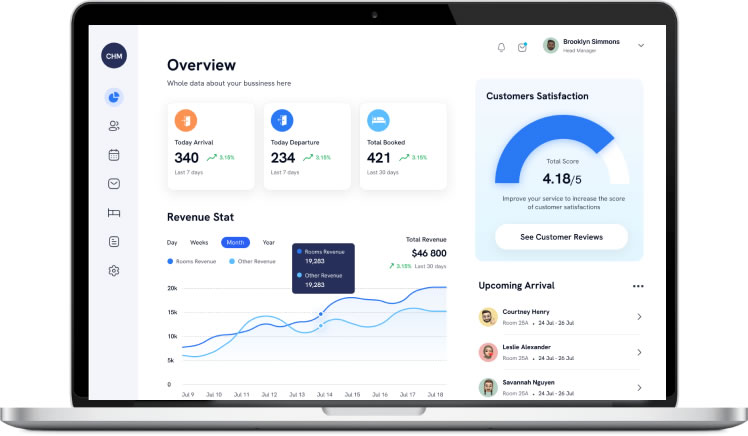 CHM
Brooklyn Simmons
Head Manager
Overview
Whole data about your bussiness here
Today Arrival
340
3.15%
Last 7 days
Today Departure
234
3.15%
Last 7 days
Total Booked
421
3.15%
Last 30 days
Customers Satisfaction
Total Score
4.18/5
Improve your service to increase the score
of customer satisfactions
See Customer Reviews
Revenue Stat
Day Weeks Month Year
Rooms Revenue Other Revenue
Rooms Revenue
19,283
Other Revenue
19,283
Total Revenue
$46 800
3.15% Last 30 days
20k
15k
10k
5k
0
Jul 9 Jul 10 Jul 11 Jul 12 Jul 13 Jul 14 Jul 15 Jul 16 Jul 17 Jul 18
Upcoming Arrival
Courtney Henry
Room 25A • 24 Jul - 26 Jul
Leslie Alexander
Room 25A • 24 Jul - 26 Jul
Savannah Nguyen
Room 25A • 24 Jul - 26 Jul